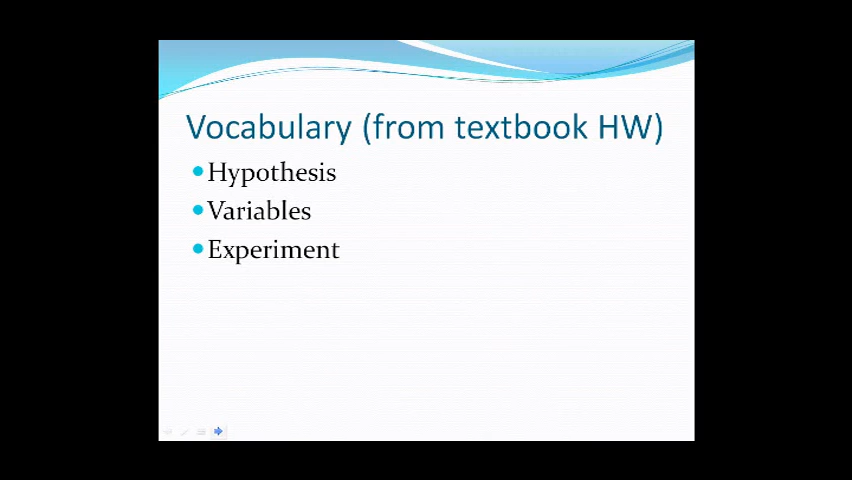 Vocabulary (from textbook HW)
Hypothesis
Variables
Experiment